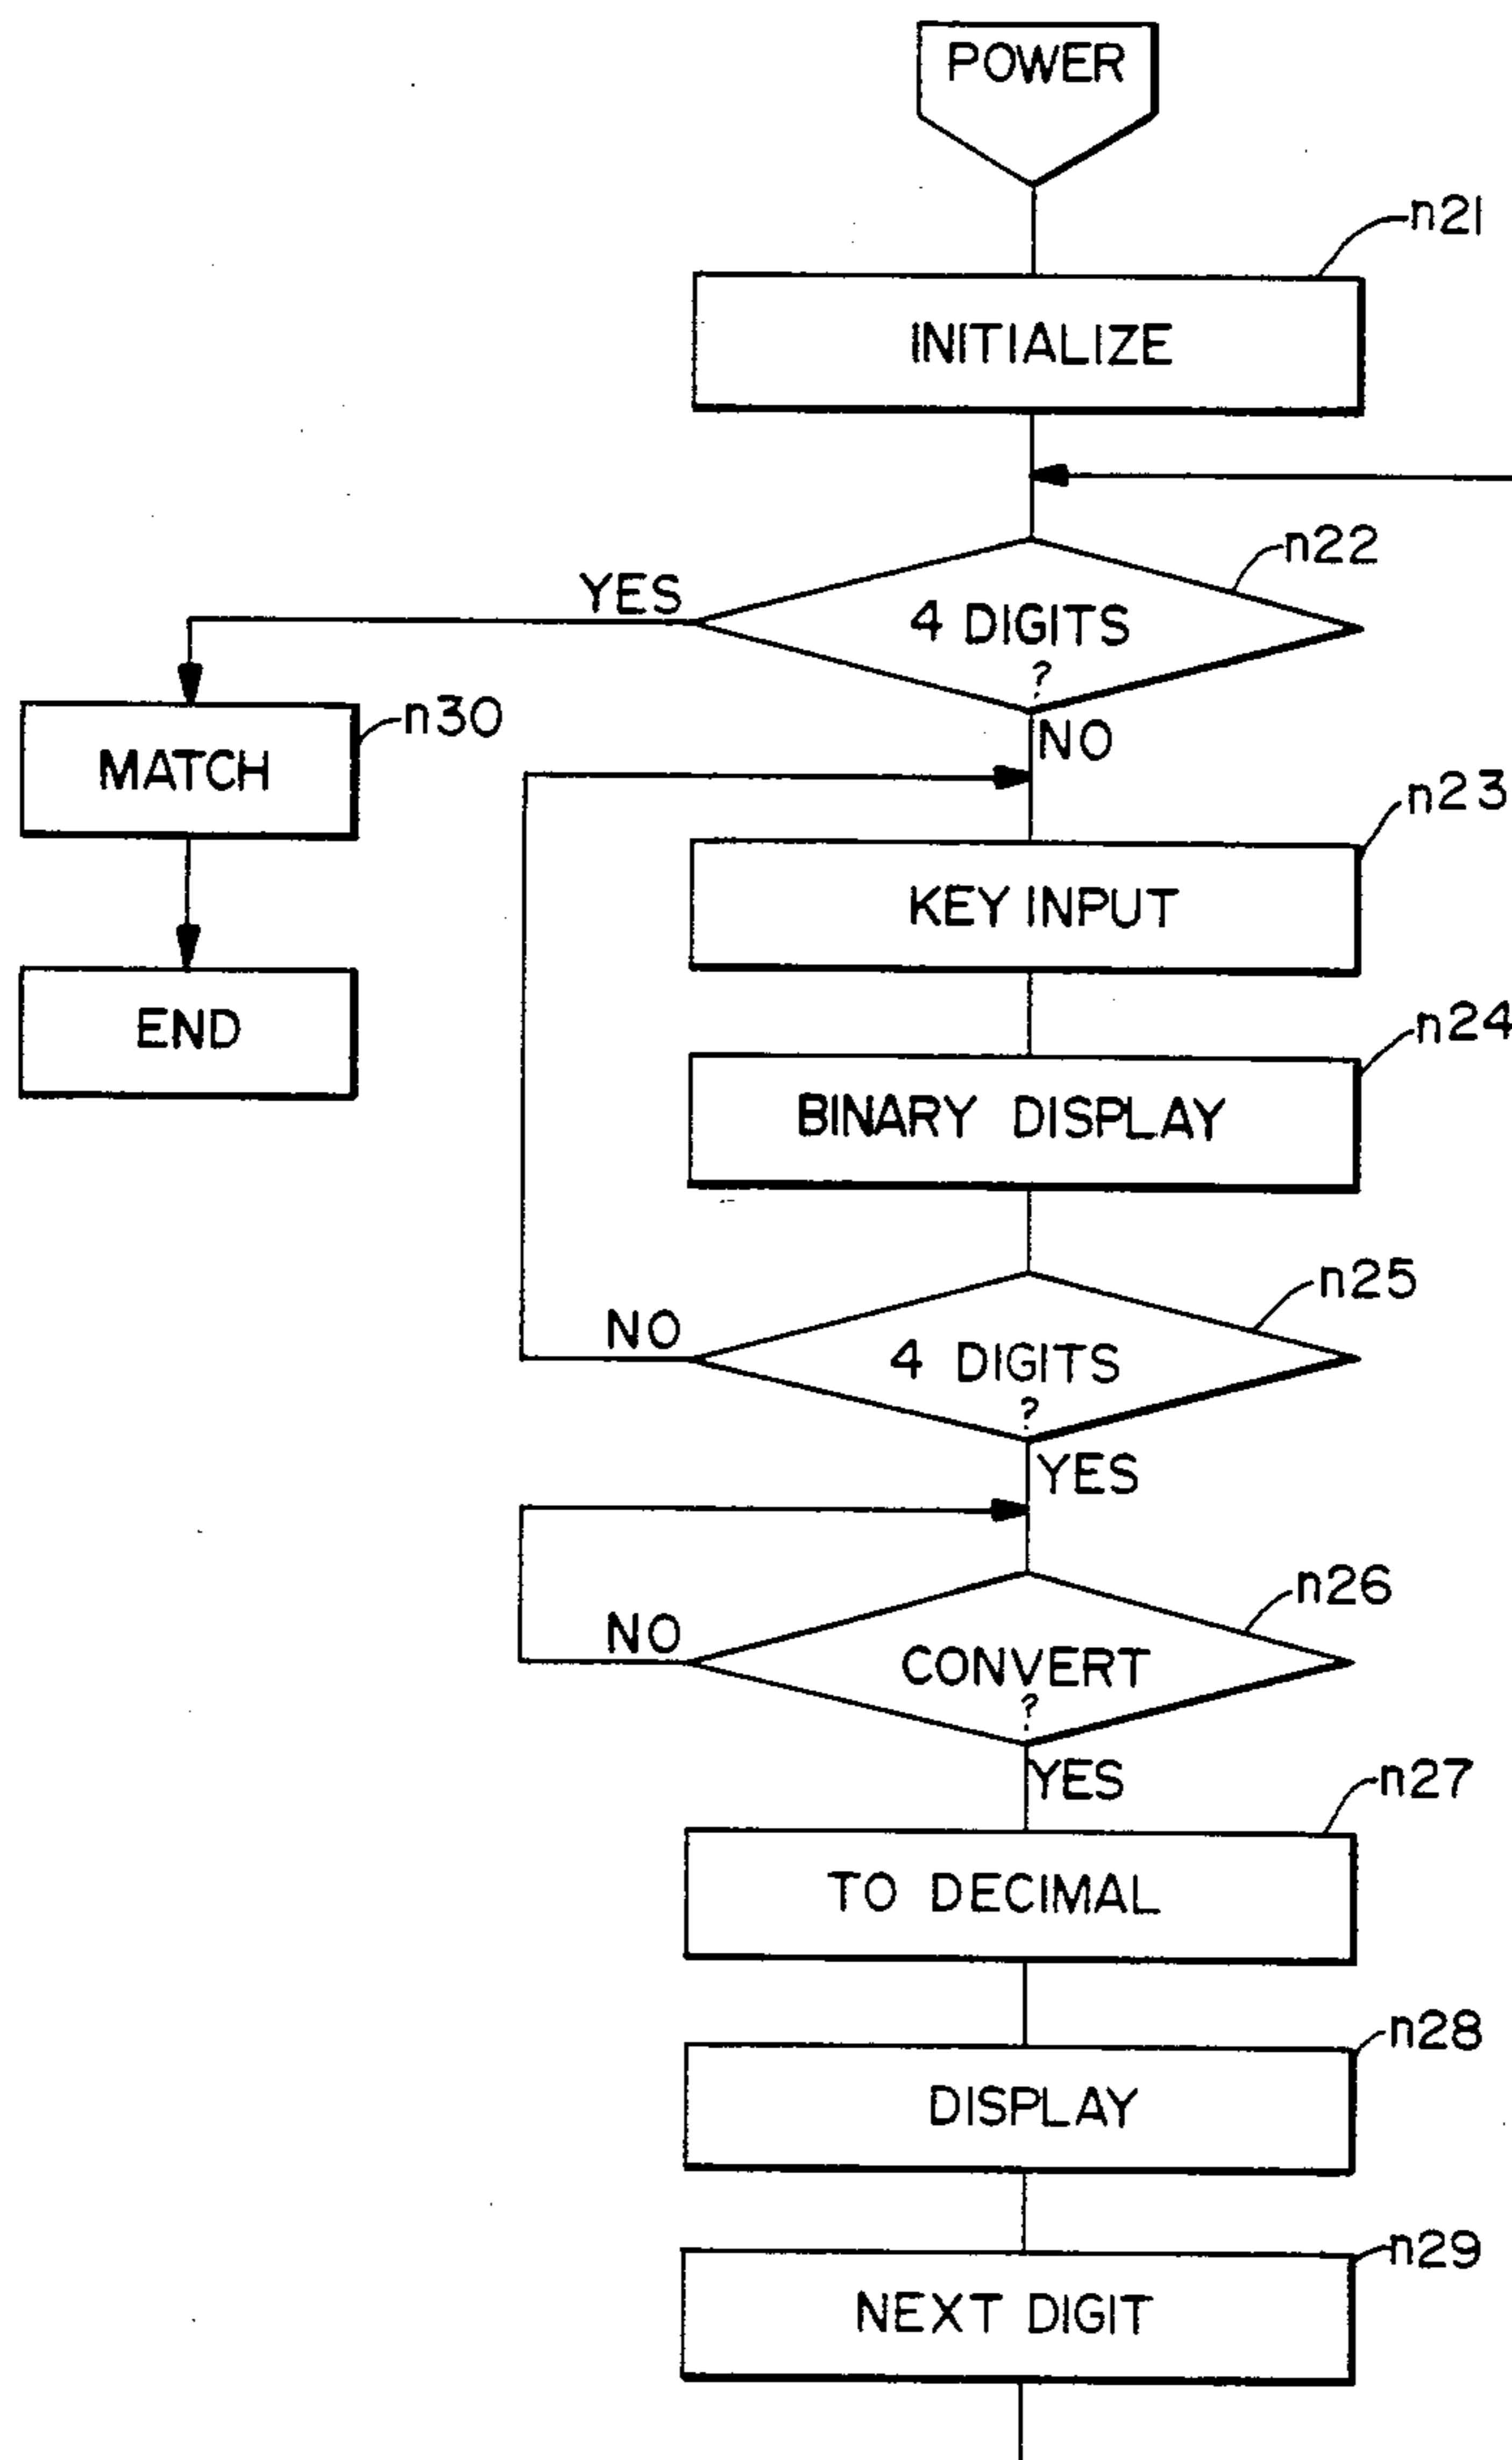 POWER
n21
INITIALIZE
n22
YES
4 DIGITS
?
NO
n30
MATCH
n23
KEY INPUT
END
n24
BINARY DISPLAY
n25
NO
4 DIGITS
?
YES
n26
NO
CONVERT
?
YES
n27
TO DECIMAL
n28
DISPLAY
n29
NEXT DIGIT